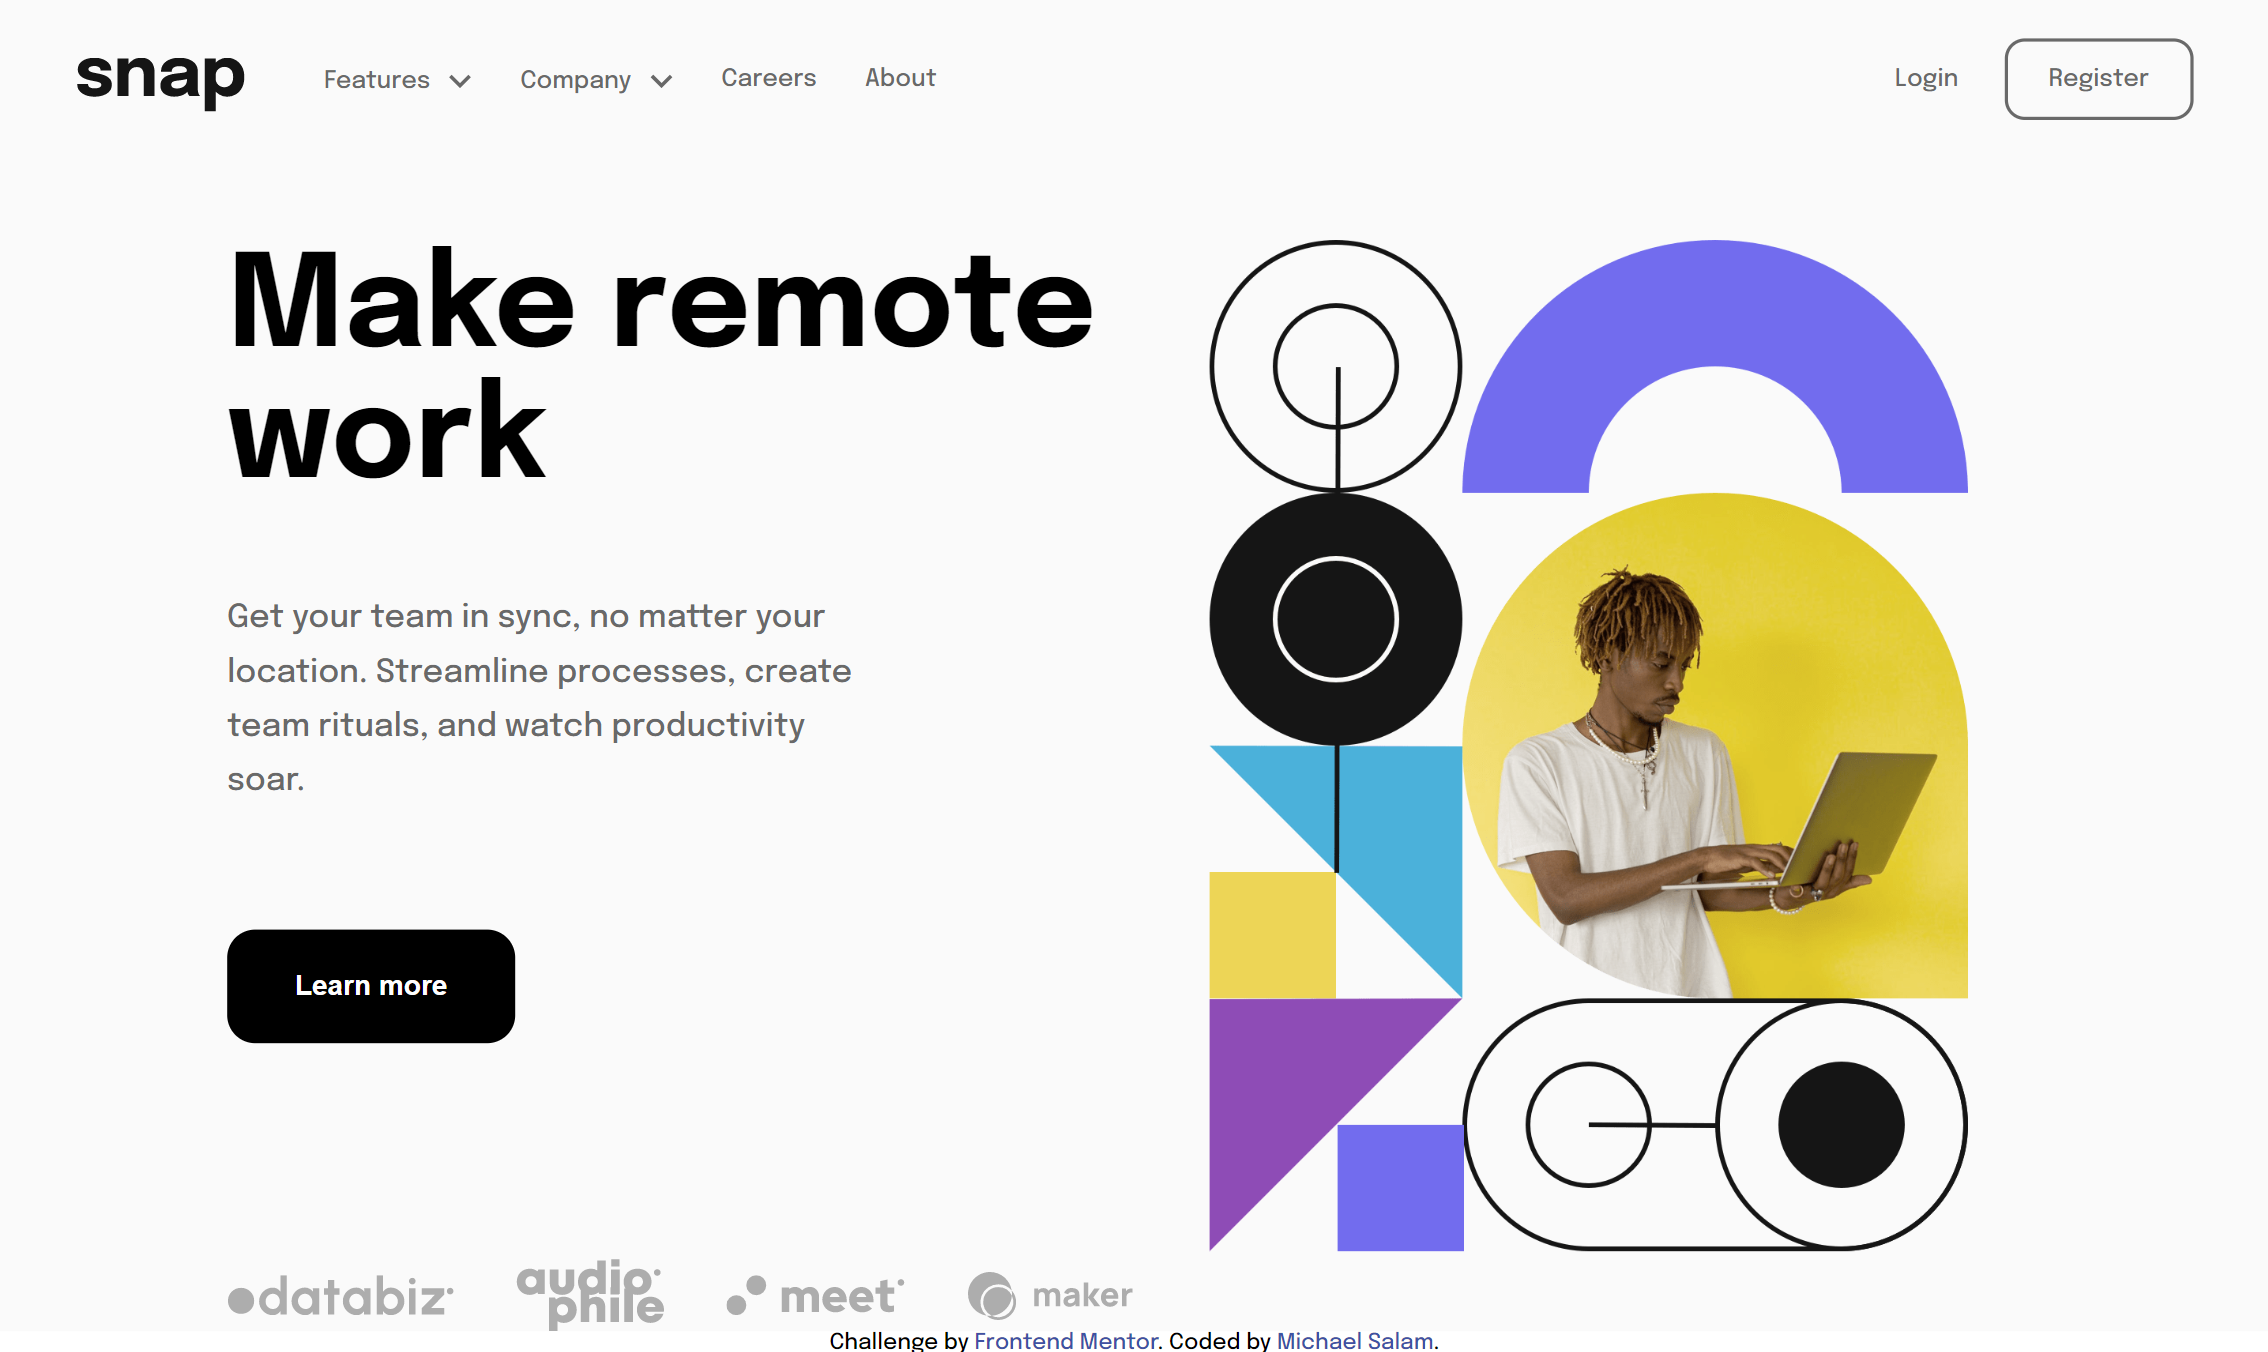 snap
Features Company Careers About Login Register
Make remote
work
Get your team in sync, no matter your
location. Streamline processes, create
team rituals, and watch productivity
soar.
Learn more
databiz audiophile meet maker
Challenge by Frontend Mentor. Coded by Michael Salam.